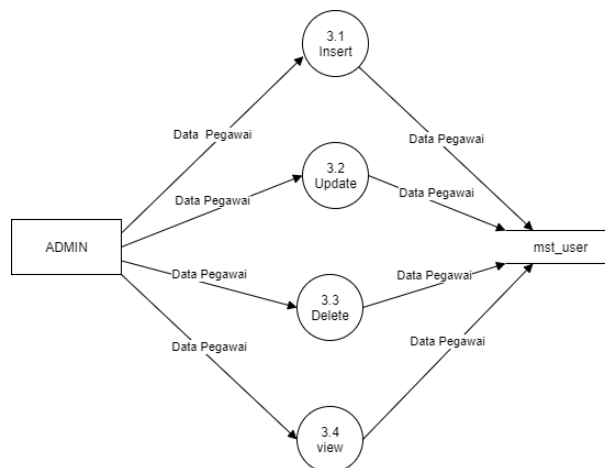 3.1
Insert
Data Pegawai
Data Pegawai
3.2
Update
Data Pegawai
Data Pegawai
ADMIN
mst_user
Data Pegawai
Data Pegawai
3.3
Delete
Data Pegawai
Data Pegawai
3.4
view